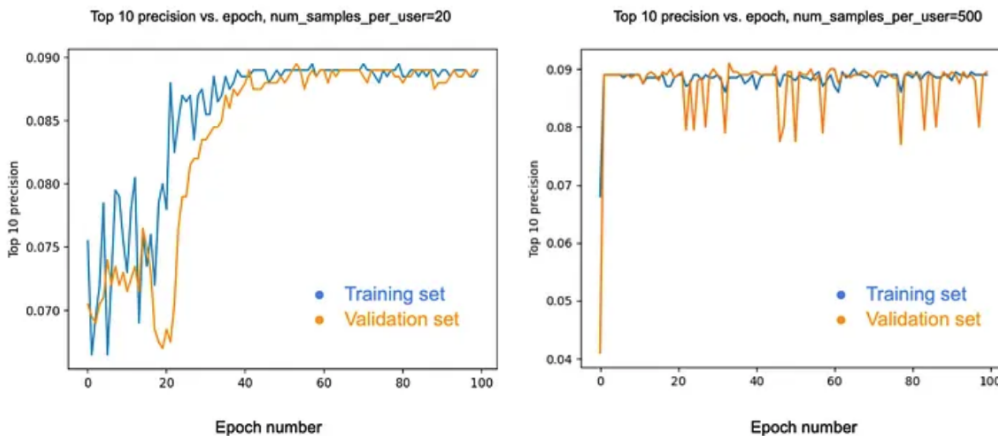 Top 10 precision vs. epoch, num_samples_per_user=20
0.090
0.085
0.080
0.075
0.070
Top 10 precision
0 20 40 60 80 100
Training set
Validation set
Epoch number
Top 10 precision vs. epoch, num_samples_per_user=500
0.09
0.08
0.07
0.06
0.05
0.04
Top 10 precision
0 20 40 60 80 100
Training set
Validation set
Epoch number